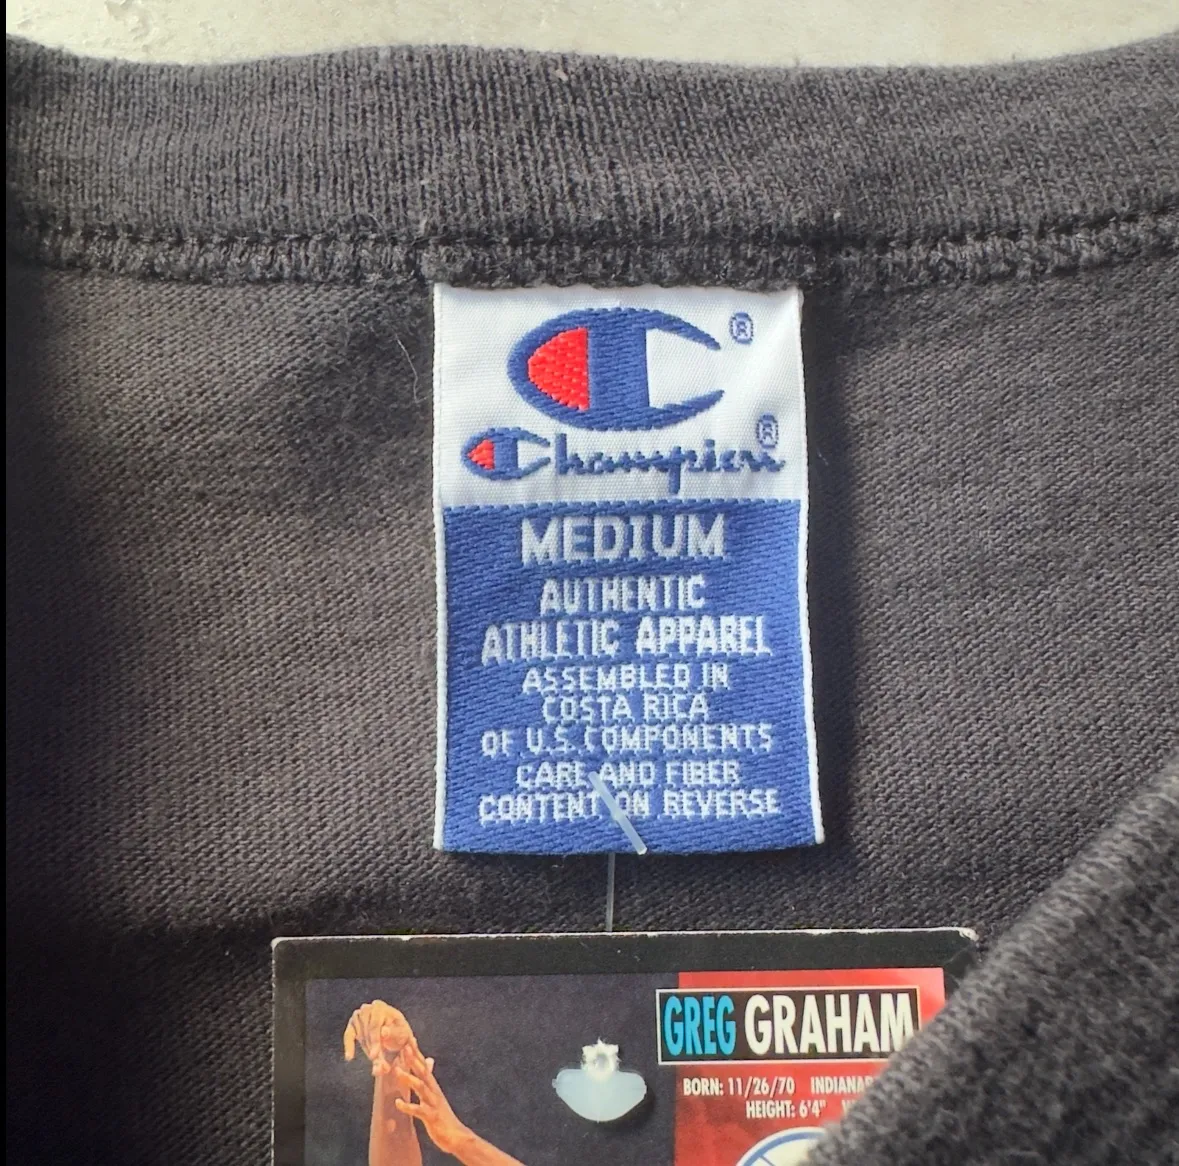 ®
Champion®
MEDIUM
AUTHENTIC
ATHLETIC APPAREL
ASSEMBLED IN
COSTA RICA
OF U.S. COMPONENTS
CARE AND FIBER
CONTENT ON REVERSE
GREG GRAHAM
BORN: 11/26/70
HEIGHT: 6'4"